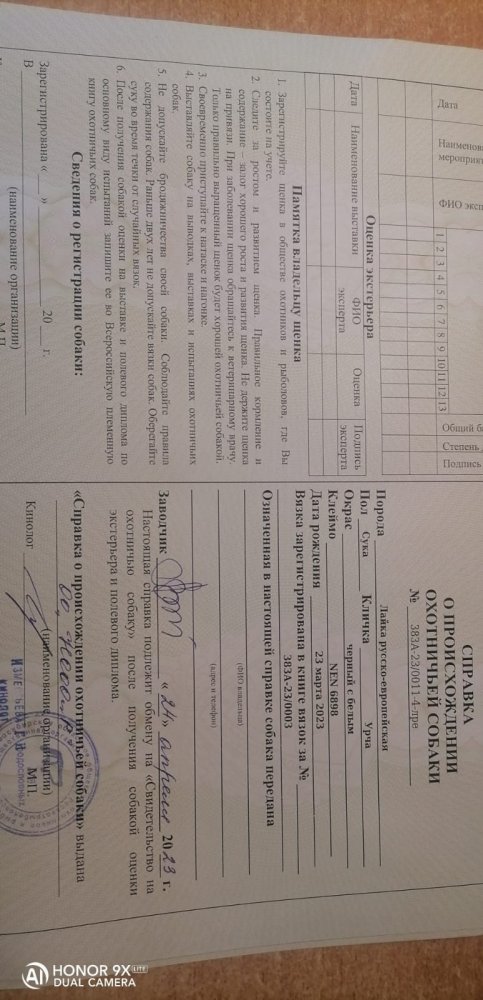 Дата
Наименова
мероприят
ФИО эксп
1 2 3 4 5 6 7 8 9 10 11 12 13
Общий б
Степень
Подпись
Оценка экстерьера
Дата
Наименование выставки
ФИО
эксперта
Оценка
Подпись
эксперта
Памятка владельцу щенка
1. Зарегистрируйте щенка в обществе охотников и рыболовов, где Вы
состоите на учете.
2. Следите за ростом и развитием щенка. Правильное кормление и
содержание – залог хорошего роста и развития щенка. Не держите щенка
на привязи. При заболевании щенка обращайтесь к ветеринарному врачу.
Только правильно выращенный щенок будет хорошей охотничьей собакой.
3. Своевременно приступайте к натаске и нагонке.
4. Выставляйте собаку на выводках, выставках и испытаниях охотничьих
собак.
5. Не допускайте бродяжничества своей собаки. Соблюдайте правила
содержания собак. Раньше двух лет не допускайте вязки собак. Оберегайте
суку во время течки от случайных вязок.
6. После получения собакой оценки на выставке и полевого диплома по
основному виду испытаний запишите ее во Всероссийскую племенную
книгу охотничьих собак.
Сведения о регистрации собаки:
Зарегистрирована « » 20 г.
В
(наименование организации)
М.П.
СПРАВКА
О ПРОИСХОЖДЕНИИ
ОХОТНИЧЬЕЙ СОБАКИ
№ 383А-23/0011-4-лре
Порода Лайка русско-европейская
Пол Сука Кличка Урча
Окрас черный с белым
Клеймо NEN 6898
Дата рождения 23 марта 2023
Вязка зарегистрирована в книге вязок за №
383А-23/0003
Означенная в настоящей справке собака передана
(ФИО владельца)
(адрес и телефон)
Заводчик « 24 » апреля 2023 г.
Настоящая справка подлежит обмену на «Свидетельство на
охотничью собаку» после получения собакой оценки
экстерьера и полевого диплома
«Справка о происхождении охотничьей собаки» выдана
(наименование организации)
Кинолог М.П.
HONOR 9X LITE
DUAL CAMERA